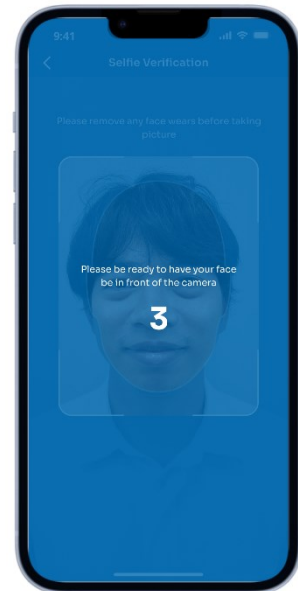 9:41
Selfie Verification
Please remove any face wears before taking
picture
Please be ready to have your face
be in front of the camera
3